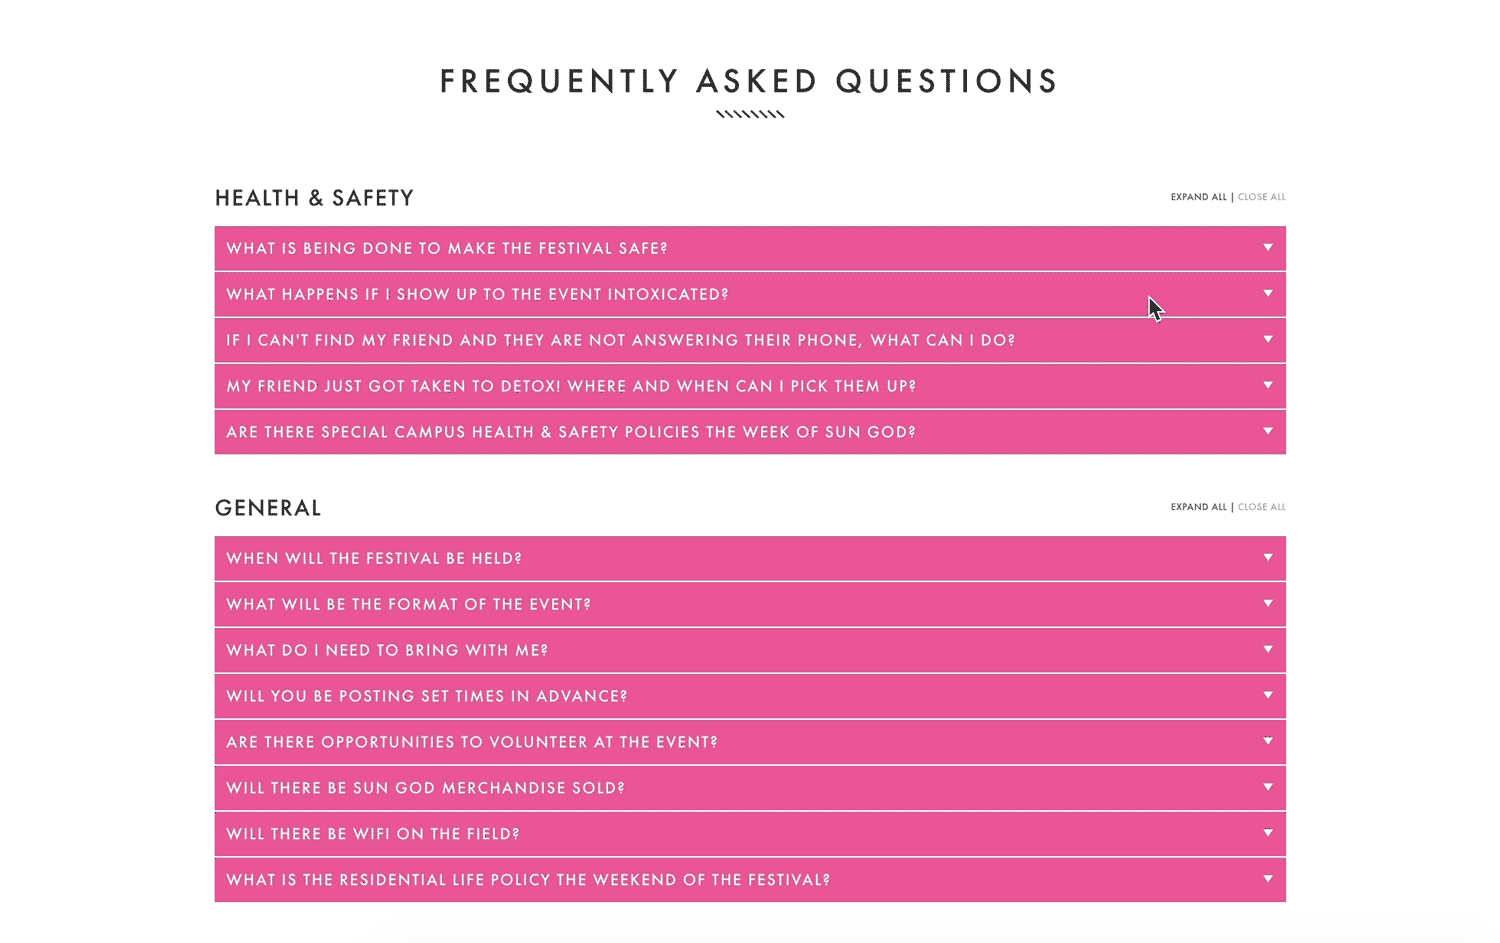 FREQUENTLY ASKED QUESTIONS
HEALTH & SAFETY
EXPAND ALL | CLOSE ALL
WHAT IS BEING DONE TO MAKE THE FESTIVAL SAFE?
WHAT HAPPENS IF I SHOW UP TO THE EVENT INTOXICATED?
IF I CAN'T FIND MY FRIEND AND THEY ARE NOT ANSWERING THEIR PHONE, WHAT CAN I DO?
MY FRIEND JUST GOT TAKEN TO DETOX! WHERE AND WHEN CAN I PICK THEM UP?
ARE THERE SPECIAL CAMPUS HEALTH & SAFETY POLICIES THE WEEK OF SUN GOD?
GENERAL
EXPAND ALL | CLOSE ALL
WHEN WILL THE FESTIVAL BE HELD?
WHAT WILL BE THE FORMAT OF THE EVENT?
WHAT DO I NEED TO BRING WITH ME?
WILL YOU BE POSTING SET TIMES IN ADVANCE?
ARE THERE OPPORTUNITIES TO VOLUNTEER AT THE EVENT?
WILL THERE BE SUN GOD MERCHANDISE SOLD?
WILL THERE BE WIFI ON THE FIELD?
WHAT IS THE RESIDENTIAL LIFE POLICY THE WEEKEND OF THE FESTIVAL?